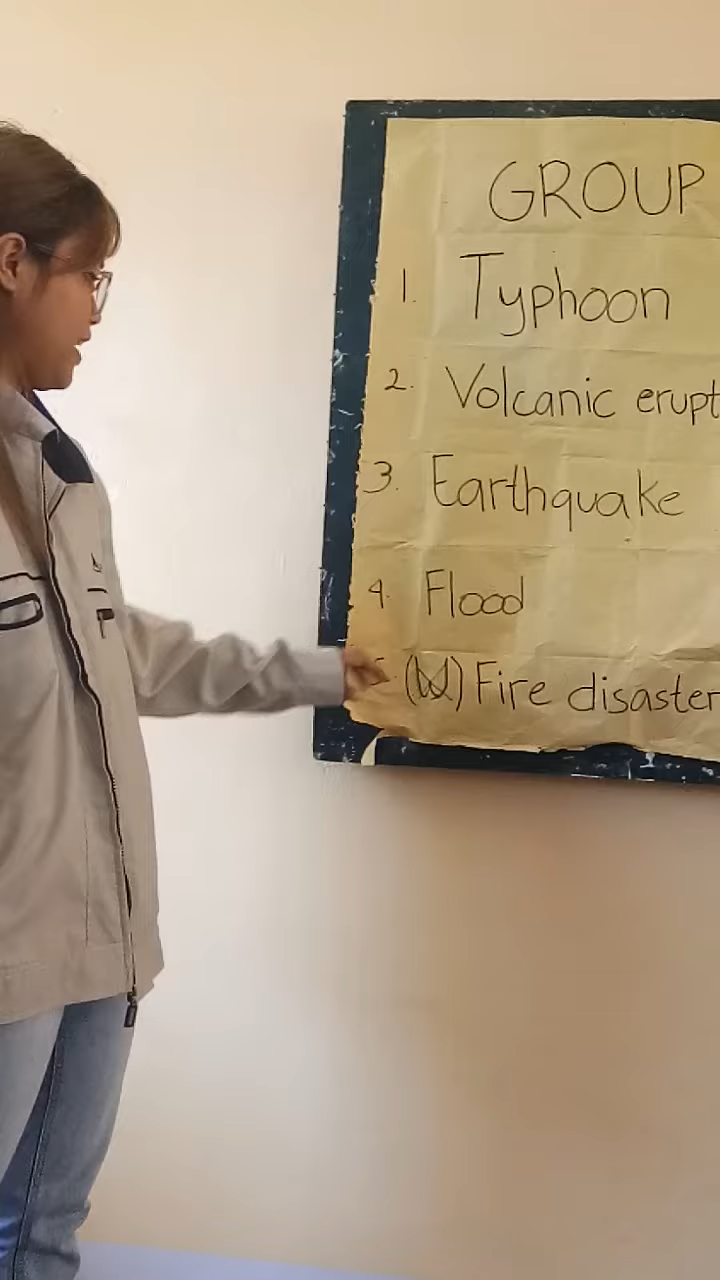 GROUP
1. Typhoon
2. Volcanic erupt
3. Earthquake
4. Flood
(W) Fire disaster